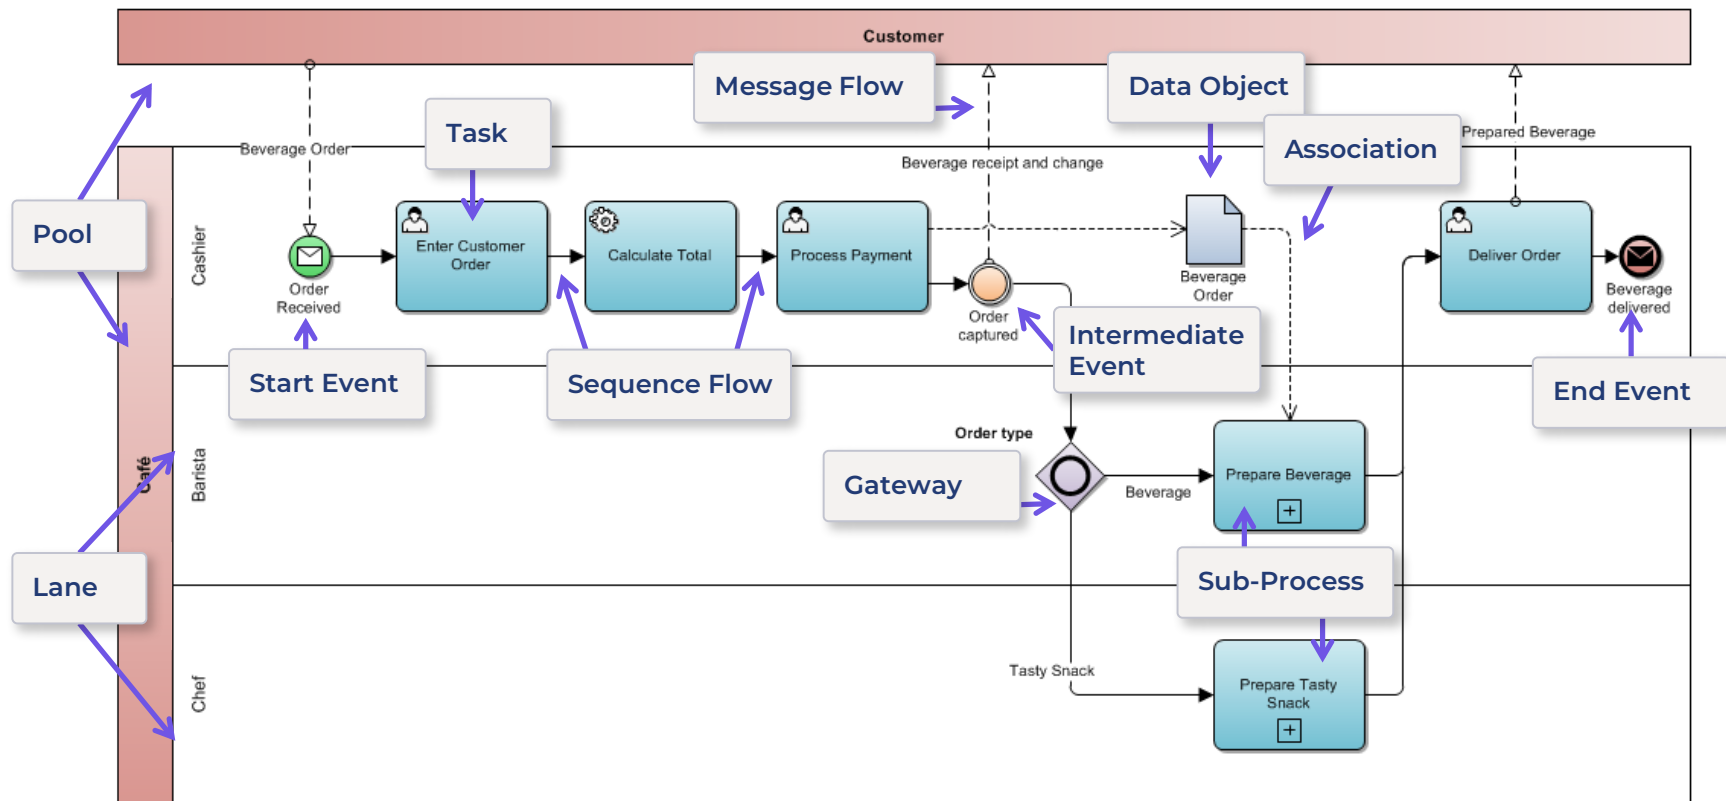 Customer
Message Flow
Data Object
Task
Prepared Beverage
Association
Beverage Order
Beverage receipt and change
Pool
Cashier
Enter Customer
Order
Calculate Total
Process Payment
Deliver Order
Order
Received
Beverage
Order
Beverage
delivered
Order
captured
Intermediate
Event
Start Event
Sequence Flow
End Event
Order type
Café
Barista
Gateway
Beverage
Prepare Beverage
Lane
Sub-Process
Tasty Snack
Chef
Prepare Tasty
Snack